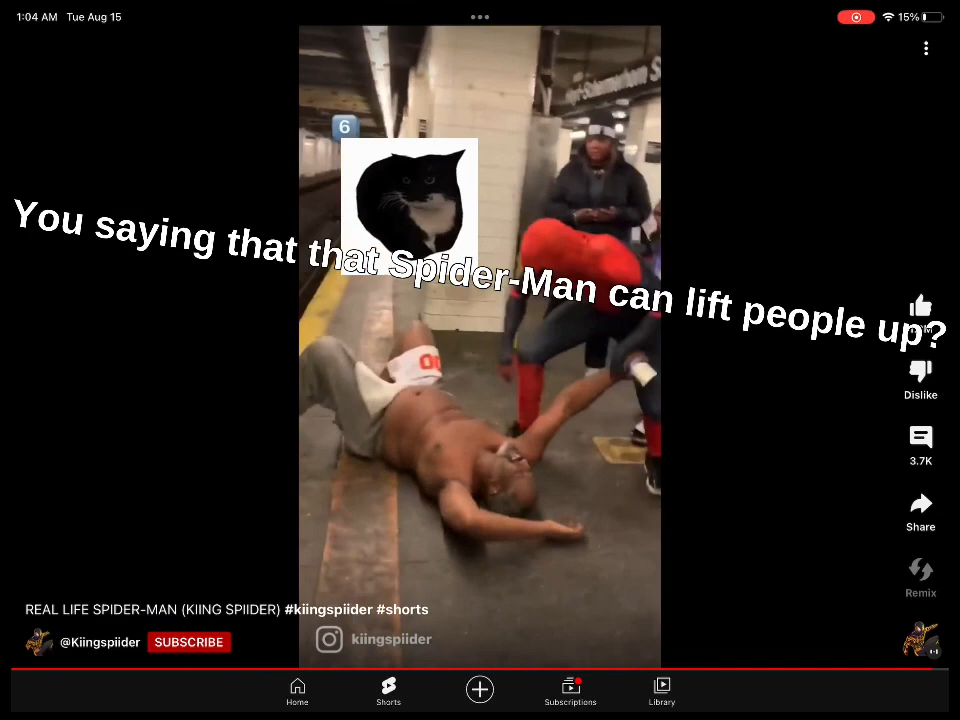 1:04 AM Tue Aug 15
15%
6
You saying that that Spider-Man can lift people up?
Dislike
3.7K
Share
Remix
REAL LIFE SPIDER-MAN (KIING SPIIDER) #kiingspiider #shorts
@Kiingspiider SUBSCRIBE
kiingspiider
Home Shorts Subscriptions Library